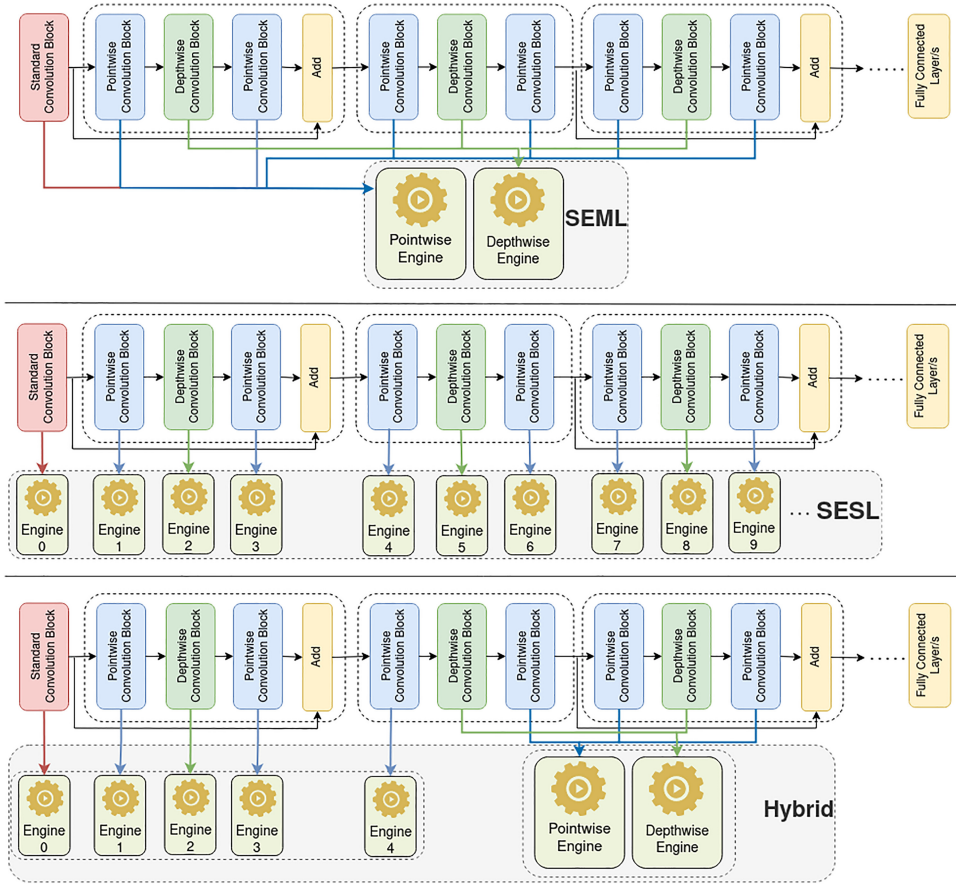 Standard
Convolution Block
Pointwise
Convolution Block
Depthwise
Convolution Block
Pointwise
Convolution Block
Add
Pointwise
Convolution Block
Depthwise
Convolution Block
Pointwise
Convolution Block
Pointwise
Convolution Block
Depthwise
Convolution Block
Pointwise
Convolution Block
Add
......
Fully Connected
Layer/s
Pointwise
Engine
Depthwise
Engine
SEML
Standard
Convolution Block
Pointwise
Convolution Block
Depthwise
Convolution Block
Pointwise
Convolution Block
Add
Pointwise
Convolution Block
Depthwise
Convolution Block
Pointwise
Convolution Block
Pointwise
Convolution Block
Depthwise
Convolution Block
Pointwise
Convolution Block
Add
......
Fully Connected
Layer/s
Engine
0
Engine
1
Engine
2
Engine
3
Engine
4
Engine
5
Engine
6
Engine
7
Engine
8
Engine
9
... SESL
Standard
Convolution Block
Pointwise
Convolution Block
Depthwise
Convolution Block
Pointwise
Convolution Block
Add
Pointwise
Convolution Block
Depthwise
Convolution Block
Pointwise
Convolution Block
Pointwise
Convolution Block
Depthwise
Convolution Block
Pointwise
Convolution Block
Add
......
Fully Connected
Layer/s
Engine
0
Engine
1
Engine
2
Engine
3
Engine
4
Pointwise
Engine
Depthwise
Engine
Hybrid